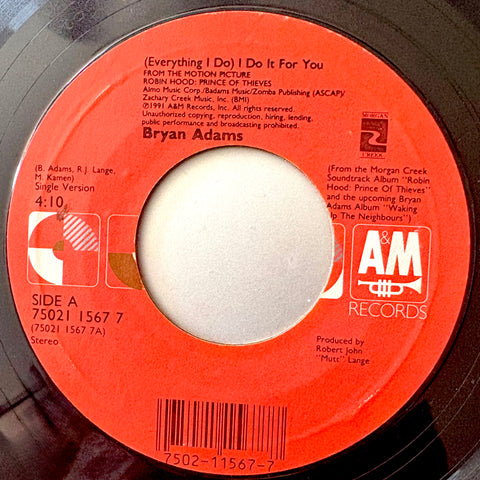 (Everything I Do) I Do It For You
FROM THE MOTION PICTURE
ROBIN HOOD: PRINCE OF THIEVES
Almo Music Corp./Badams Music/Zomba Publishing (ASCAP)/
Zachary Creek Music, Inc. (BMI)
℗1991 A&M Records, Inc. All rights reserved.
Unauthorized copying, reproduction, hiring, lending,
public performance and broadcasting prohibited.
Bryan Adams
MORGAN
CREEK
(B. Adams, R.J. Lange,
M. Kamen)
Single Version
4:10
(From the Morgan Creek
Soundtrack Album "Robin
Hood: Prince Of Thieves"
and the upcoming Bryan
Adams Album "Waking
Up The Neighbours")
A&M
RECORDS
SIDE A
75021 1567 7
(75021 1567 7A)
Stereo
Produced by
Robert John
"Mutt" Lange
7502-11567-7